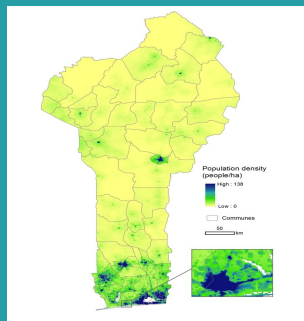 Population density
(people/ha)
High : 138
Low : 0
Communes
50
km